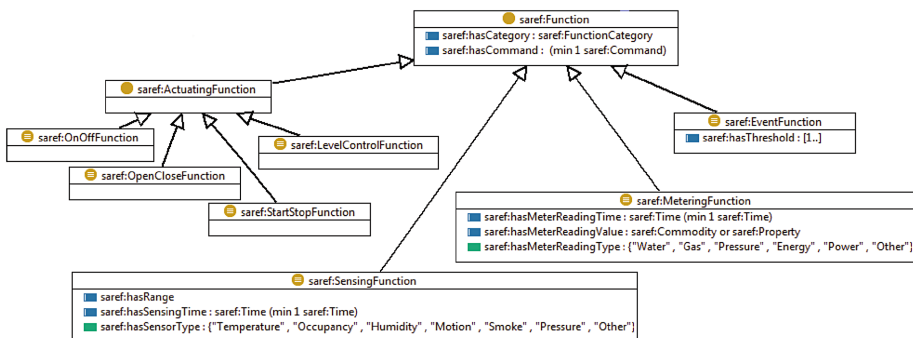 saref:Function
saref:hasCategory : saref:FunctionCategory
saref:hasCommand : (min 1 saref:Command)
saref:ActuatingFunction
saref:OnOffFunction
saref:OpenCloseFunction
saref:StartStopFunction
saref:LevelControlFunction
saref:EventFunction
saref:hasThreshold : [1..]
saref:MeteringFunction
saref:hasMeterReadingTime : saref:Time (min 1 saref:Time)
saref:hasMeterReadingValue : saref:Commodity or saref:Property
saref:hasMeterReadingType : {"Water" , "Gas" , "Pressure" , "Energy" , "Power" , "Other"}
saref:SensingFunction
saref:hasRange
saref:hasSensingTime : saref:Time (min 1 saref:Time)
saref:hasSensorType : {"Temperature" , "Occupancy" , "Humidity" , "Motion" , "Smoke" , "Pressure" , "Other"}